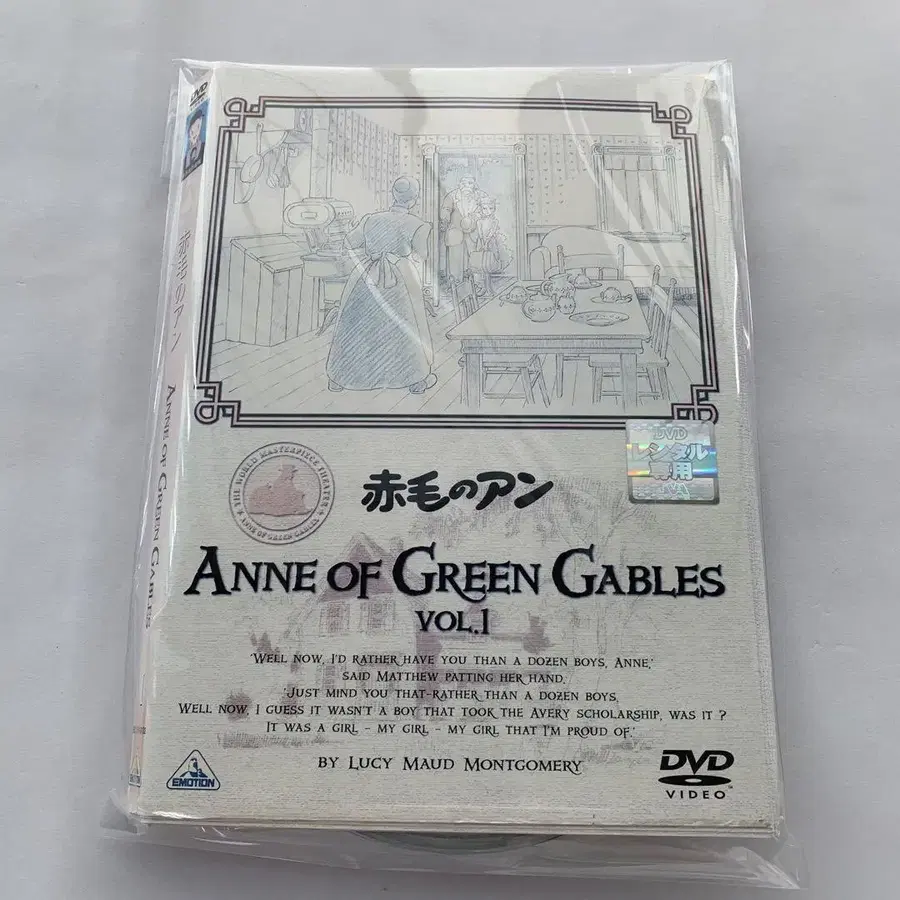 DVD
赤毛のアン
ANNE OF GREEN GABLES
EMOTION
DVD
レンタル
専用
THE WORLD MASTERPIECE THEATER
ANNE OF GREEN GABLES
赤毛のアン
ANNE OF GREEN GABLES
VOL.1
'WELL NOW, I'D RATHER HAVE YOU THAN A DOZEN BOYS, ANNE,'
SAID MATTHEW PATTING HER HAND.
'JUST MIND YOU THAT-RATHER THAN A DOZEN BOYS.
WELL NOW, I GUESS IT WASN'T A BOY THAT TOOK THE AVERY SCHOLARSHIP, WAS IT ?
IT WAS A GIRL - MY GIRL - MY GIRL THAT I'M PROUD OF.'
BY LUCY MAUD MONTGOMERY
EMOTION
DVD
VIDEO